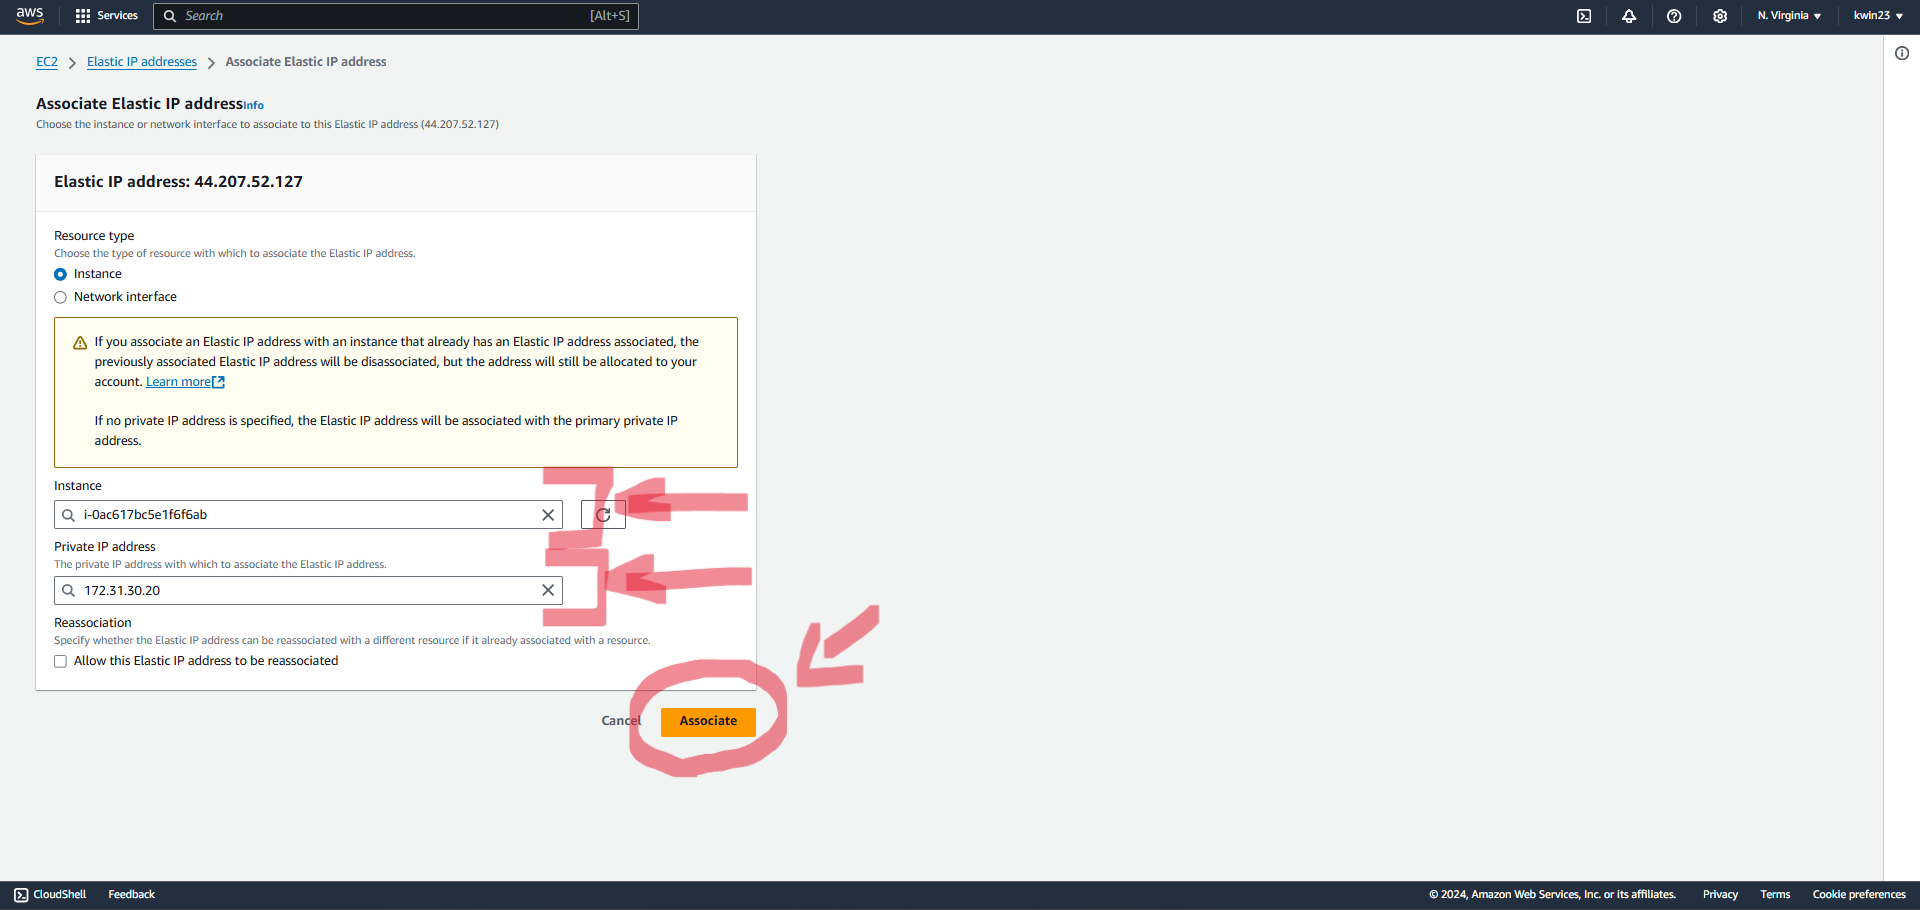 aws
Services
Search
[Alt+S]
N. Virginia
kwin23
EC2
Elastic IP addresses
Associate Elastic IP address
Associate Elastic IP address Info
Choose the instance or network interface to associate to this Elastic IP address (44.207.52.127)
Elastic IP address: 44.207.52.127
Resource type
Choose the type of resource with which to associate the Elastic IP address.
Instance
Network interface
If you associate an Elastic IP address with an instance that already has an Elastic IP address associated, the
previously associated Elastic IP address will be disassociated, but the address will still be allocated to your
account. Learn more
If no private IP address is specified, the Elastic IP address will be associated with the primary private IP
address.
Instance
i-0ac617bc5e1f6f6ab
Private IP address
The private IP address with which to associate the Elastic IP address.
172.31.30.20
Reassociation
Specify whether the Elastic IP address can be reassociated with a different resource if it already associated with a resource.
Allow this Elastic IP address to be reassociated
Cancel
Associate
CloudShell
Feedback
© 2024, Amazon Web Services, Inc. or its affiliates.
Privacy
Terms
Cookie preferences